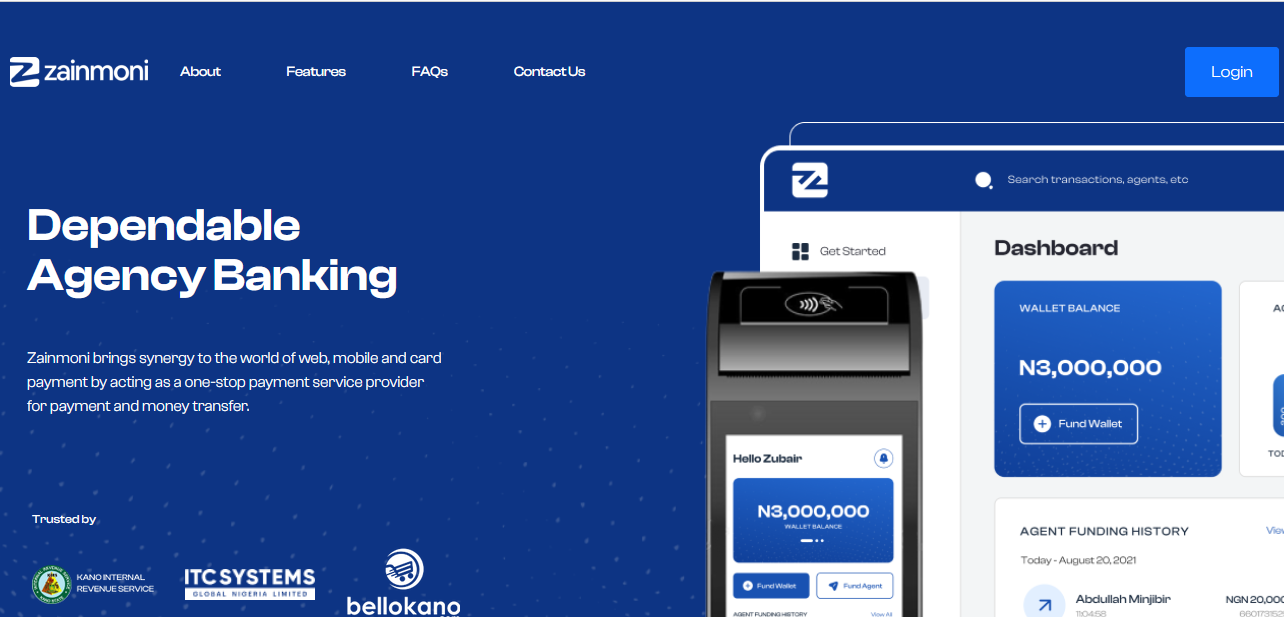 zainmoni
About
Features
FAQs
Contact Us
Login
Dependable
Agency Banking
Zainmoni brings synergy to the world of web, mobile and card
payment by acting as a one-stop payment service provider
for payment and money transfer.
Trusted by
KANO INTERNAL
REVENUE SERVICE
ITC SYSTEMS
GLOBAL NIGERIA LIMITED
bellokano
Search transactions, agents, etc
Get Started
Dashboard
WALLET BALANCE
N3,000,000
Fund Wallet
AGENT FUNDING HISTORY
View
Today - August 20, 2021
Abdullah Minjibir
11:04:58
NGN 20,000
Hello Zubair
N3,000,000
WALLET BALANCE
Fund Wallet
Fund Agent
AGENT FUNDING HISTORY
View All